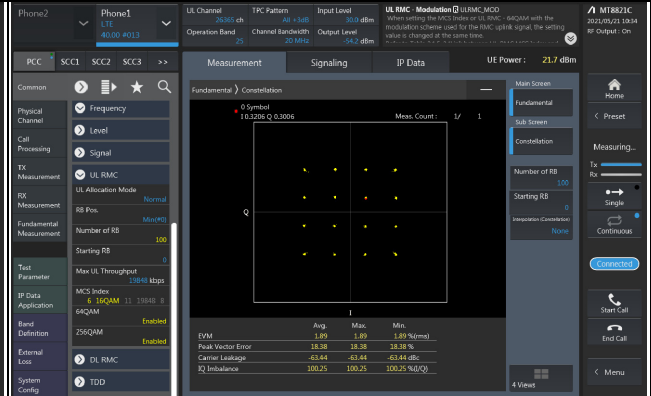 Phone2
Phone1
LTE
40.00 #013
UL Channel
26365 ch
Operation Band
25
TPC Pattern
All +3dB
Channel Bandwidth
20 MHz
Input Level
30.0 dBm
Output Level
-54.2 dBm
UL RMC - Modulation UL RMC_MOD
When setting the MCS Index or UL RMC - 64QAM with the
modulation scheme used for the RMC uplink signal, the setting
value is changed at the same time.
MT8821C
2021/05/21 10:34
RF Output : On
PCC
SCC1
SCC2
SCC3
>>
Measurement
Signaling
IP Data
UE Power :
21.7 dBm
Common
Physical
Channel
Call
Processing
TX
Measurement
RX
Measurement
Fundamental
Measurement
Test
Parameter
IP Data
Application
Band
Definition
External
Loss
System
Config
Frequency
Level
Signal
UL RMC
UL Allocation Mode
Normal
RB Pos.
Min(#0)
Number of RB
100
Starting RB
0
Max UL Throughput
19848 kbps
MCS Index
6 16QAM 11 19848 8
64QAM
Enabled
256QAM
Enabled
DL RMC
TDD
Fundamental 〉 Constellation
0 Symbol
I 0.3206 Q 0.3006
Meas. Count : 1/ 1
Q
I
Avg. Max. Min.
EVM 1.89 1.89 1.89 %(rms)
Peak Vector Error 18.38 18.38 18.38 %
Carrier Leakage -63.44 -63.44 -63.44 dBc
IQ Imbalance 100.25 100.25 100.25 %(I/Q)
Main Screen
Fundamental
Sub Screen
Constellation
Number of RB
100
Starting RB
0
Interpolation (Constellation)
None
4 Views
Home
< Preset
Measuring...
Tx
Rx
Single
Continuous
Connected
Start Call
End Call
< Menu